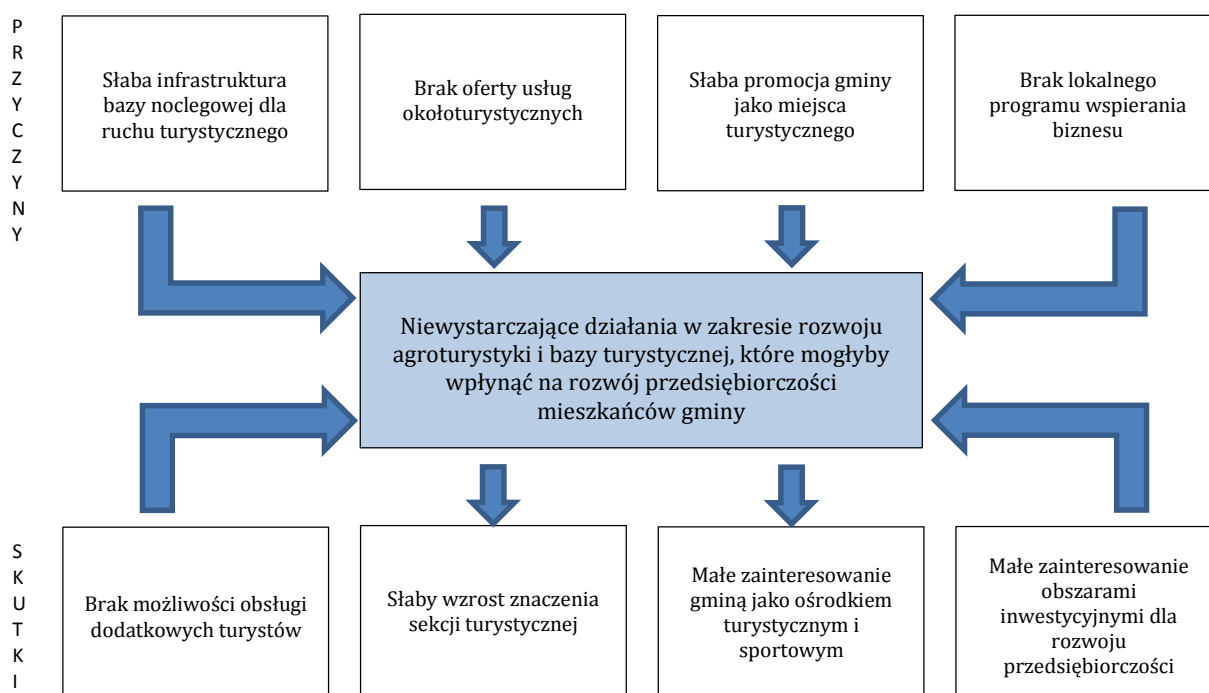 PRZYCZYNY
Słaba infrastruktura
bazy noclegowej dla
ruchu turystycznego
Brak oferty usług
okołoturystycznych
Słaba promocja gminy
jako miejsca
turystycznego
Brak lokalnego
programu wspierania
biznesu
Niewystarczające działania w zakresie rozwoju
agroturystyki i bazy turystycznej, które mogłyby
wpłynąć na rozwój przedsiębiorczości
mieszkańców gminy
SKUTKI
Brak możliwości obsługi
dodatkowych turystów
Słaby wzrost znaczenia
sekcji turystycznej
Małe zainteresowanie
gminą jako ośrodkiem
turystycznym i
sportowym
Małe zainteresowanie
obszarami
inwestycyjnymi dla
rozwoju
przedsiębiorczości